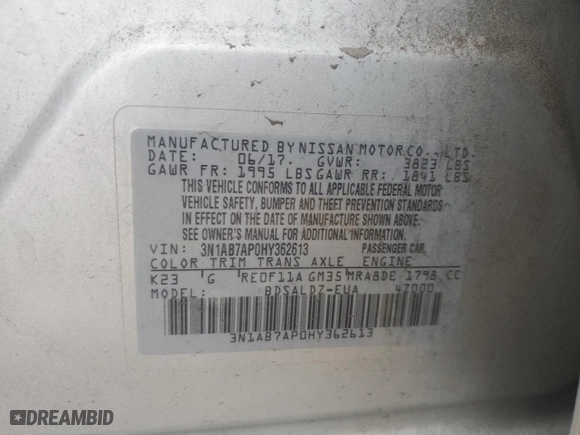 MANUFACTURED BY NISSAN MOTOR CO., LTD.
DATE: 06/17. GVWR: 3823 LBS
GAWR FR: 1995 LBS GAWR RR: 1841 LBS
THIS VEHICLE CONFORMS TO ALL APPLICABLE FEDERAL MOTOR
VEHICLE SAFETY, BUMPER AND THEFT PREVENTION STANDARDS
IN EFFECT ON THE DATE OF MANUFACTURE SHOWN ABOVE.
SEE OWNER'S MANUAL FOR ADDITIONAL INFORMATION.
VIN: 3N1AB7AP0HY362613 PASSENGER CAR
COLOR TRIM TRANS AXLE ENGINE
K23 G RE0F11A GM35 MRA8DE 1798 CC
MODEL: BDSALDZ-EUA 4Z000
3N1AB7AP0HY362613
DREAMBID